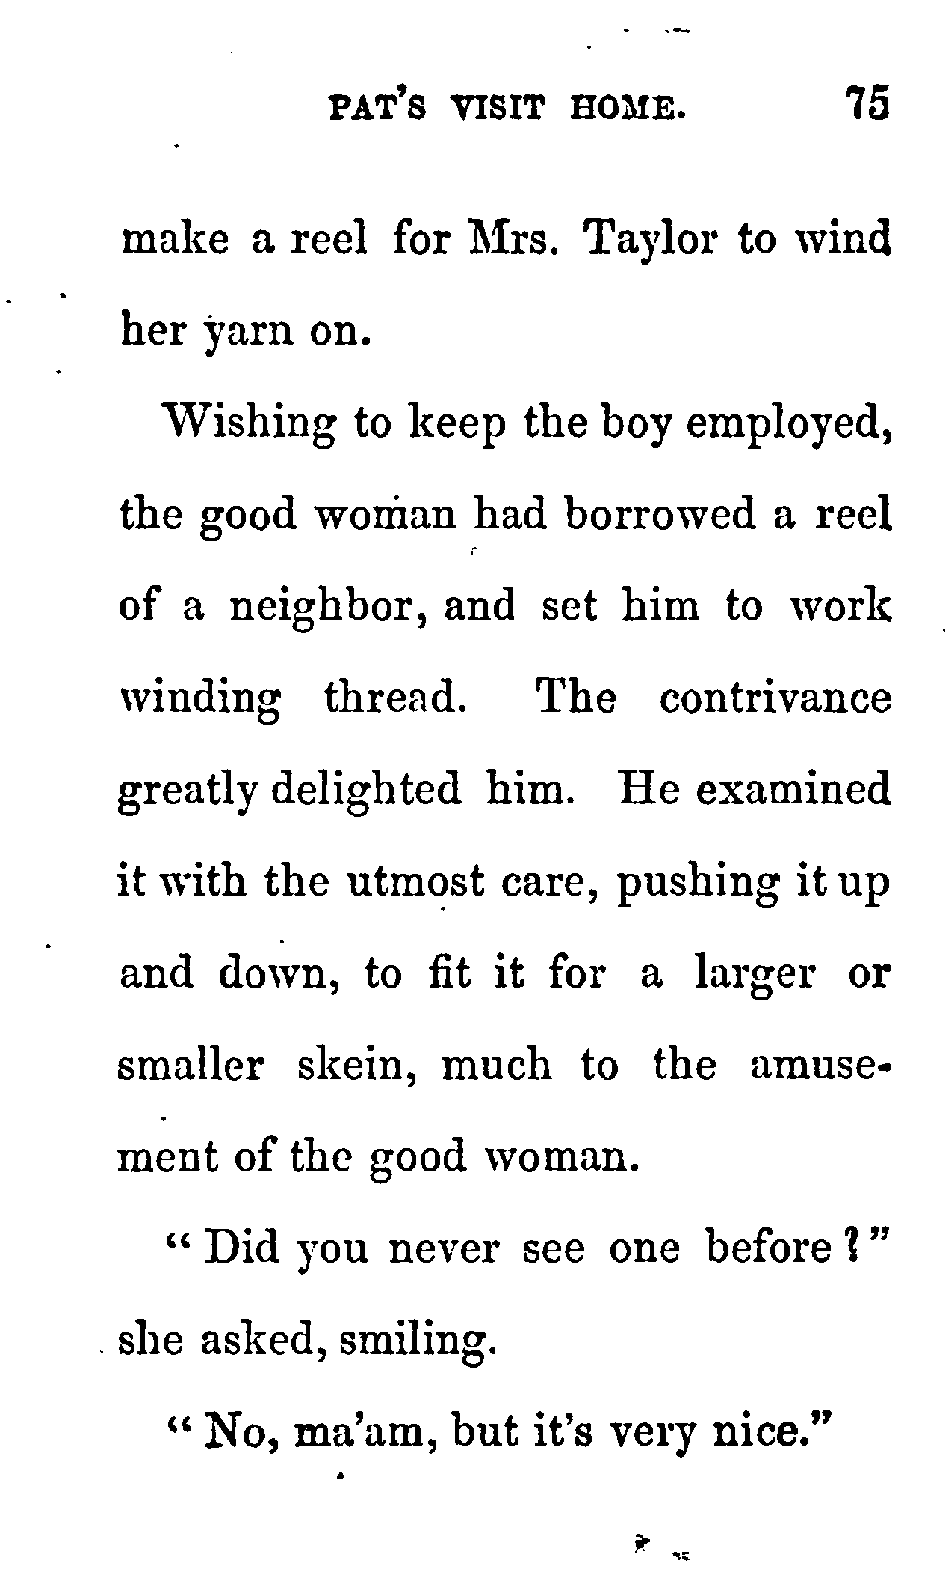 PAT'S VISIT HOME. 75
make a reel for Mrs. Taylor to wind
her yarn on.
Wishing to keep the boy employed,
the good woman had borrowed a reel
of a neighbor, and set him to work
winding thread. The contrivance
greatly delighted him. He examined
it with the utmost care, pushing it up
and down, to fit it for a larger or
smaller skein, much to the amuse-
ment of the good woman.
" Did you never see one before ? "
she asked, smiling.
" No, ma'am, but it's very nice."